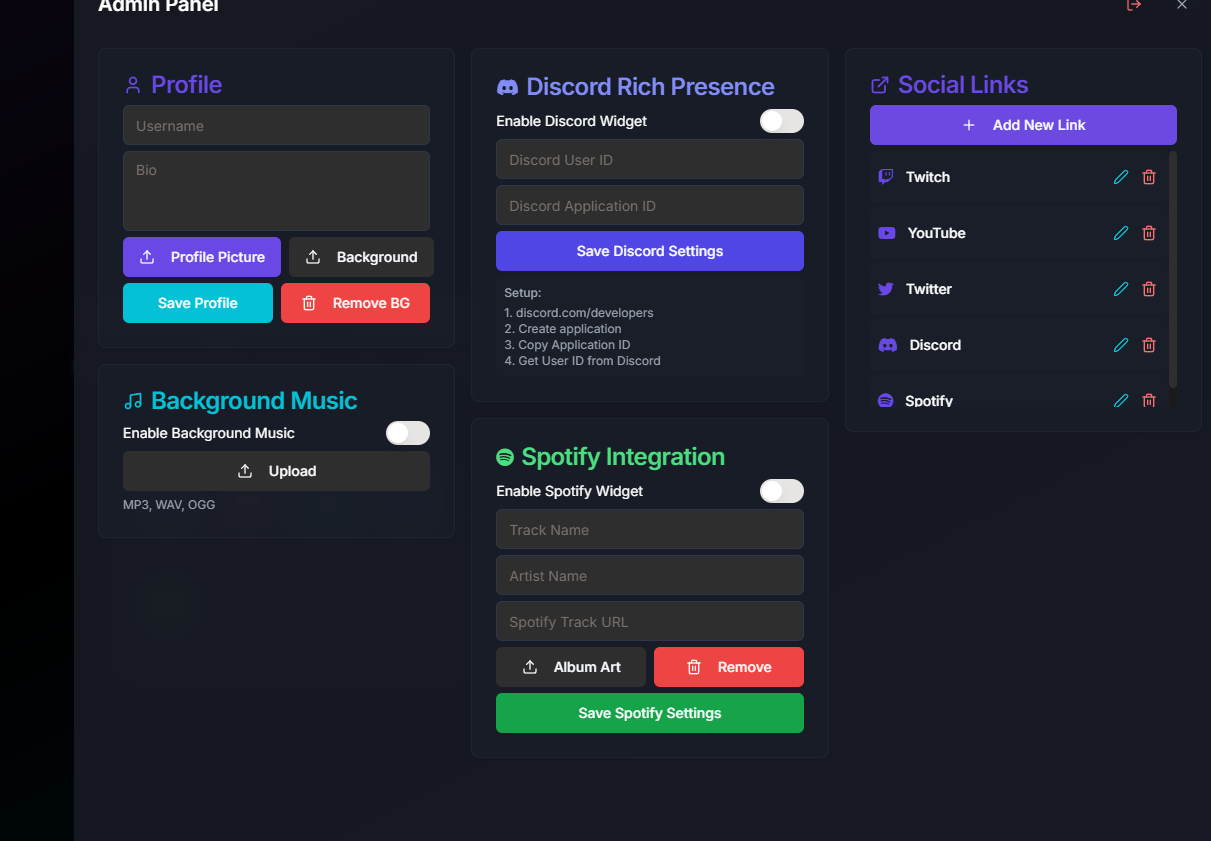 Admin Panel
Profile
Username
Bio
Profile Picture
Background
Save Profile
Remove BG
Background Music
Enable Background Music
Upload
MP3, WAV, OGG
Discord Rich Presence
Enable Discord Widget
Discord User ID
Discord Application ID
Save Discord Settings
Setup:
1. discord.com/developers
2. Create application
3. Copy Application ID
4. Get User ID from Discord
Spotify Integration
Enable Spotify Widget
Track Name
Artist Name
Spotify Track URL
Album Art
Remove
Save Spotify Settings
Social Links
Add New Link
Twitch
YouTube
Twitter
Discord
Spotify